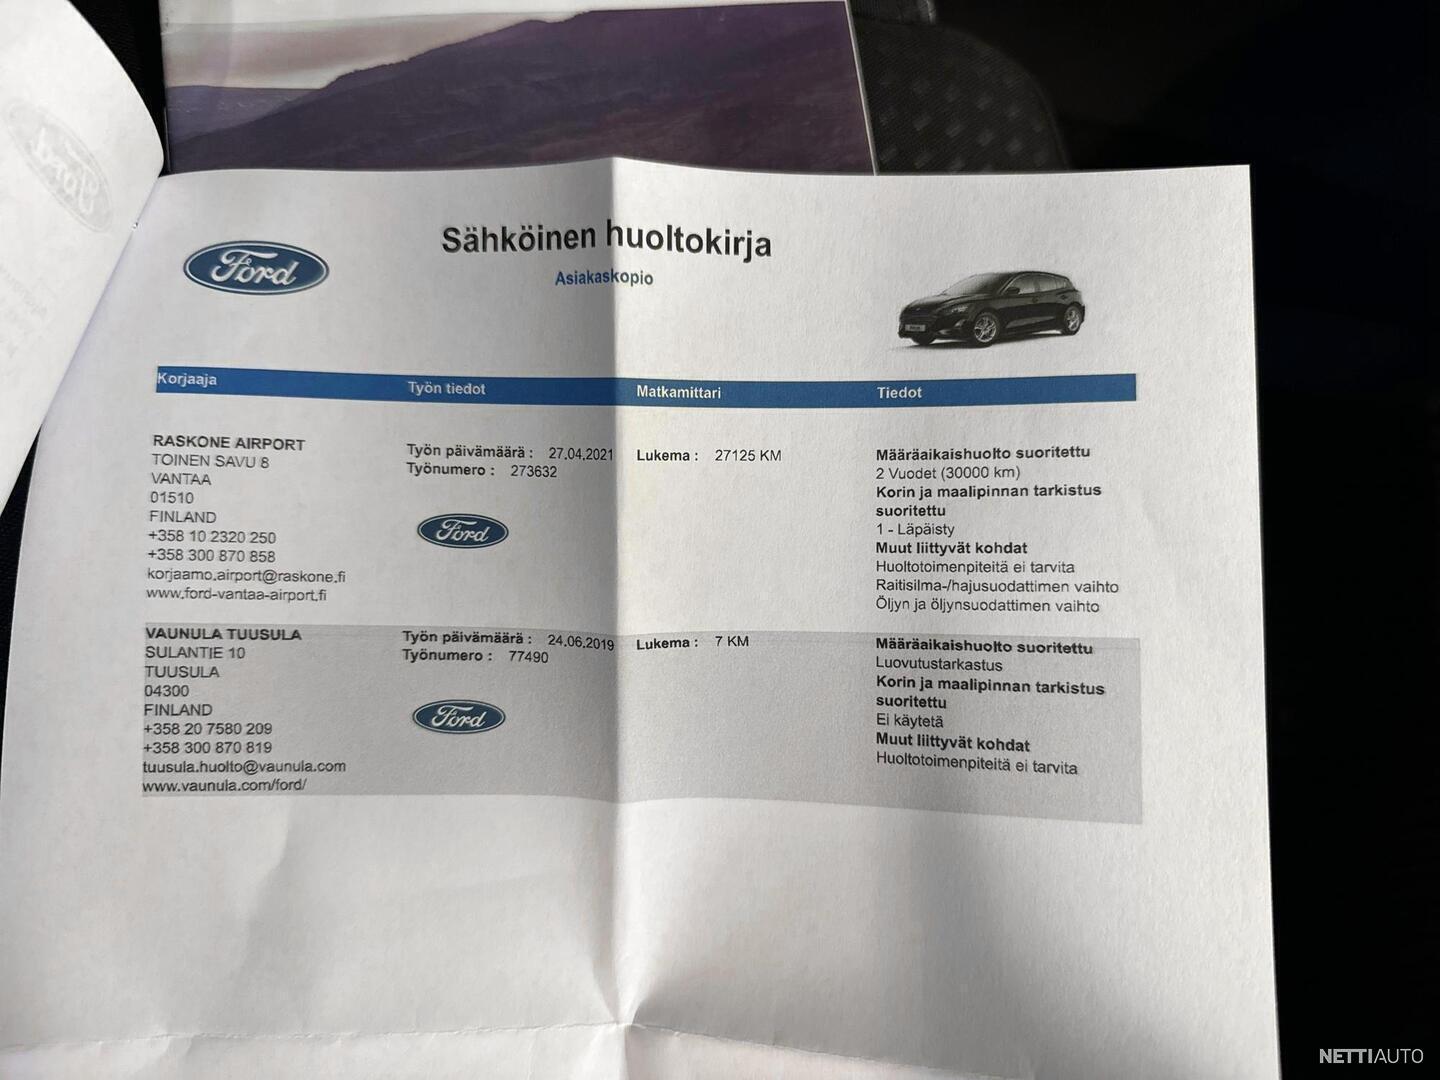 Sähköinen huoltokirja
Asiakaskopio
Ford
Korjaaja
Työn tiedot
Matkamittari
Tiedot
RASKONE AIRPORT
TOINEN SAVU 8
VANTAA
01510
FINLAND
+358 10 2320 250
+358 300 870 858
korjaamo.airport@raskone.fi
www.ford-vantaa-airport.fi
Työn päivämäärä : 27.04.2021
Työnumero : 273632
Ford
Lukema : 27125 KM
Määräaikaishuolto suoritettu
2 Vuodet (30000 km)
Korin ja maalipinnan tarkistus
suoritettu
1 - Läpäisty
Muut liittyvät kohdat
Huoltotoimenpiteitä ei tarvita
Raitisilma-/hajusuodattimen vaihto
Öljyn ja öljynsuodattimen vaihto
VAUNULA TUUSULA
SULANTIE 10
TUUSULA
04300
FINLAND
+358 20 7580 209
+358 300 870 819
tuusula.huolto@vaunula.com
www.vaunula.com/ford/
Työn päivämäärä : 24.06.2019
Työnumero : 77490
Ford
Lukema : 7 KM
Määräaikaishuolto suoritettu
Luovutustarkastus
Korin ja maalipinnan tarkistus
suoritettu
Ei käytetä
Muut liittyvät kohdat
Huoltotoimenpiteitä ei tarvita
NETTIAUTO